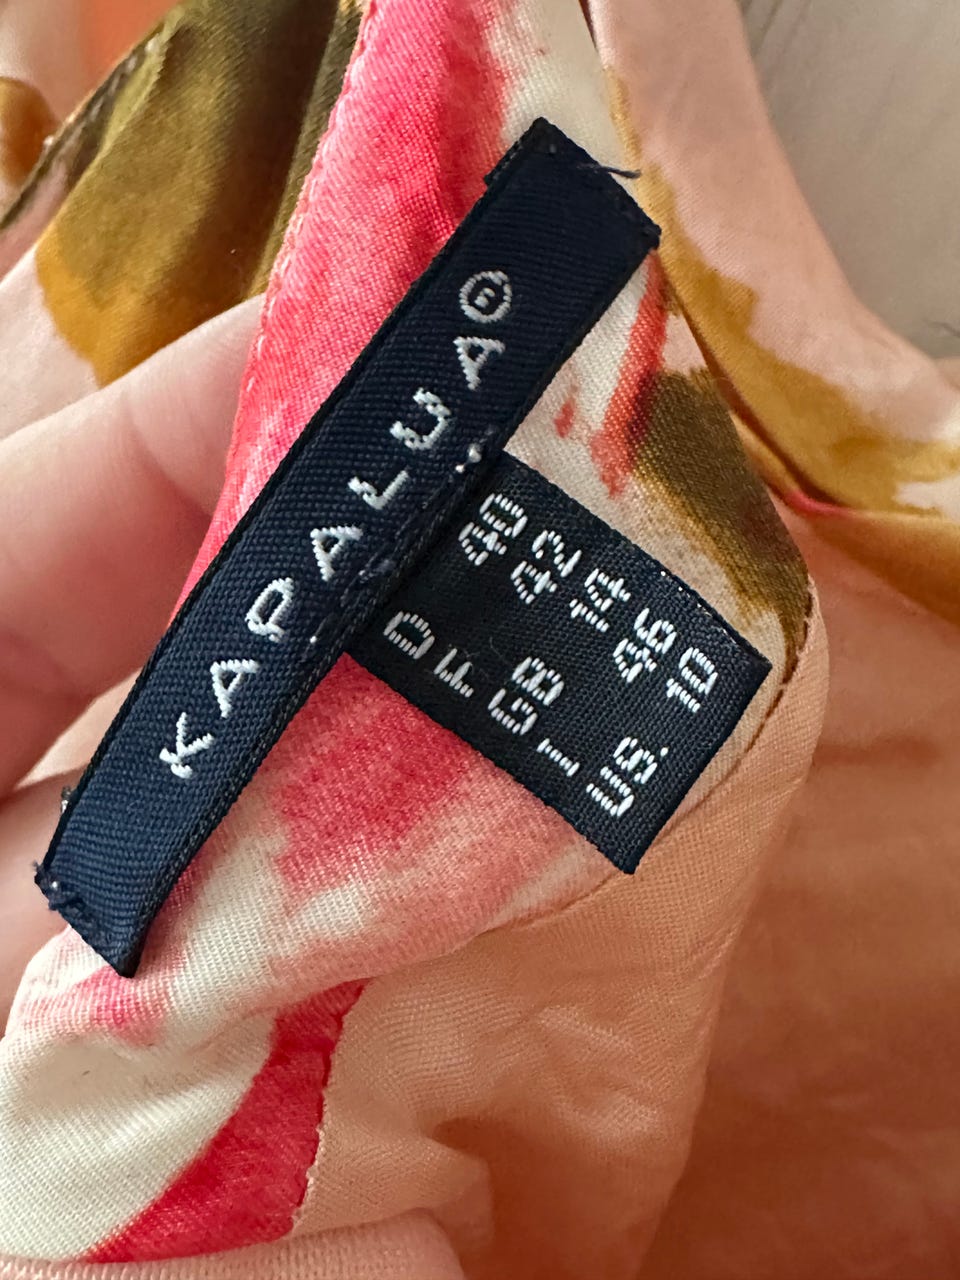 KAPALUA®
D 40
F 42
GB 14
I 46
US. 10